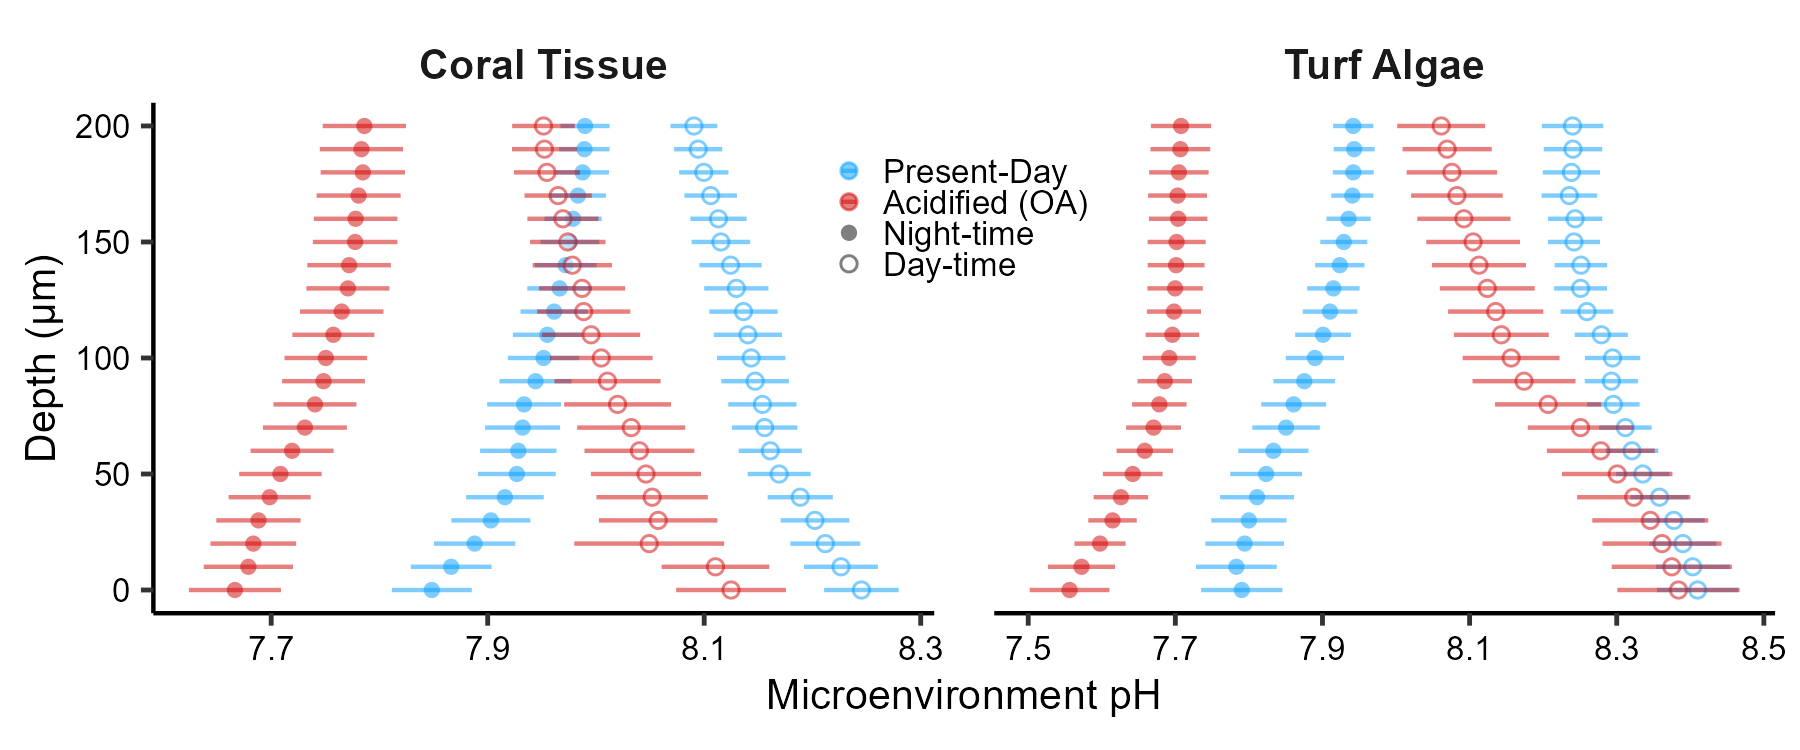 Coral Tissue
Turf Algae
Depth (μm)
200
150
100
50
0
Present-Day
Acidified (OA)
Night-time
Day-time
7.7 7.9 8.1 8.3
7.5 7.7 7.9 8.1 8.3 8.5
Microenvironment pH